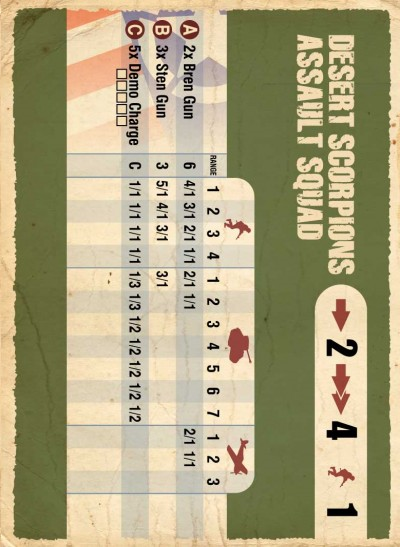 DESERT SCORPIONS
ASSAULT SQUAD
2 4 1
RANGE 1 2 3 4 1 2 3 4 5 6 7 1 2 3
A 2x Bren Gun 6 4/1 3/1 2/1 1/1 2/1 1/1 2/1 1/1
B 3x Sten Gun 3 5/1 4/1 3/1 3/1
C 5x Demo Charge C 1/1 1/1 1/1 1/1 1/3 1/3 1/2 1/2 1/2 1/2 1/2